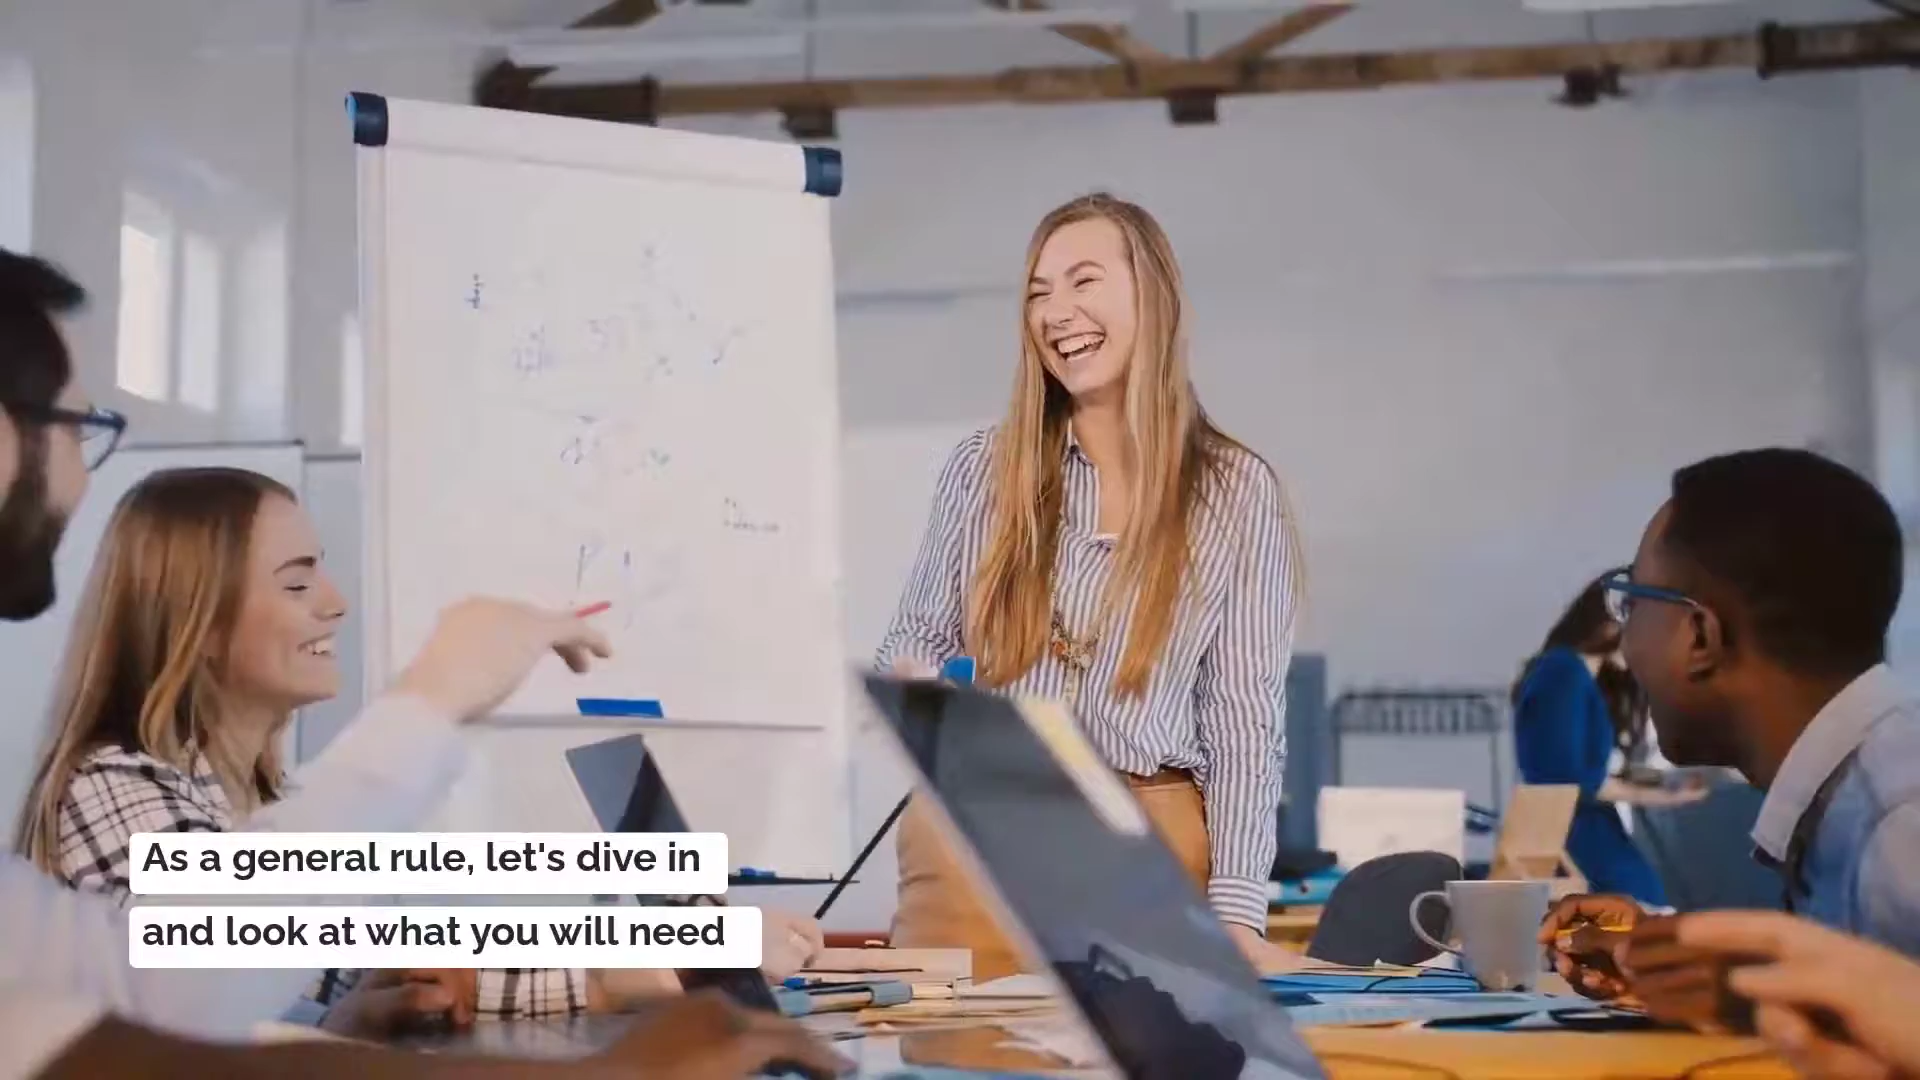 As a general rule, let's dive in
and look at what you will need